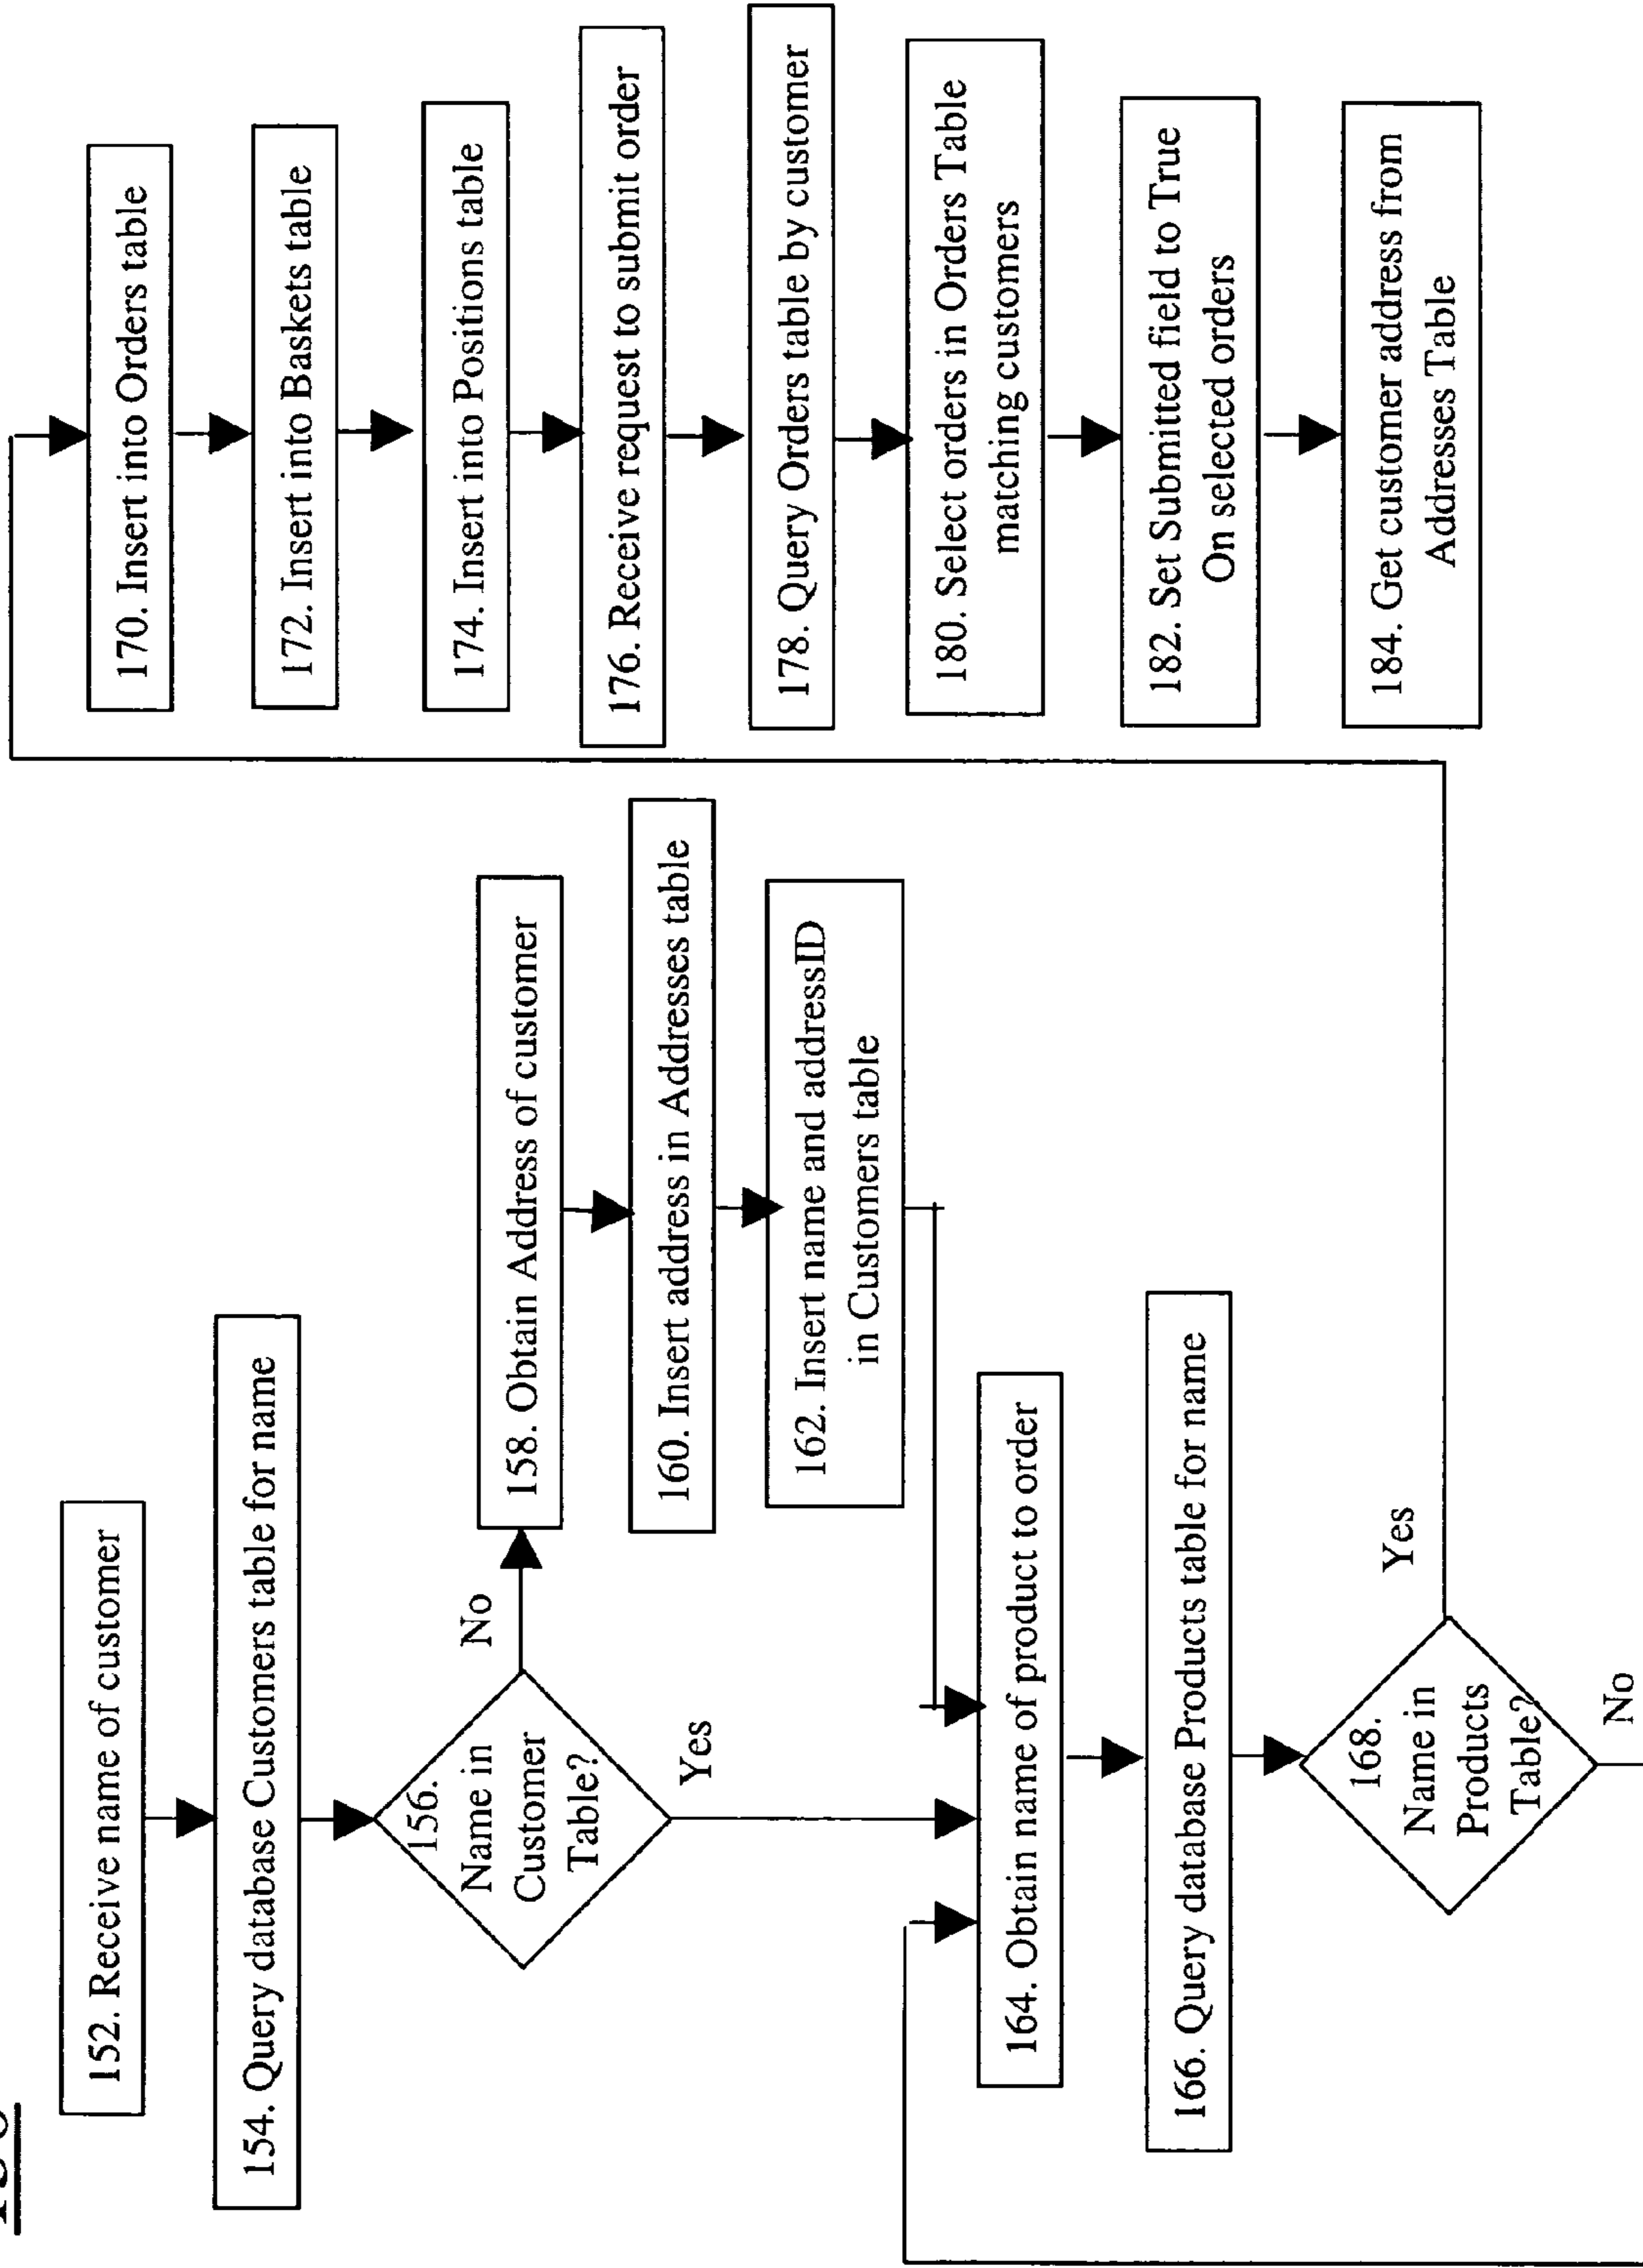 152. Receive name of customer
154. Query database Customers table for name
156.
Name in
Customer
Table?
No
Yes
158. Obtain Address of customer
160. Insert address in Addresses table
162. Insert name and addressID
in Customers table
164. Obtain name of product to order
166. Query database Products table for name
168.
Name in
Products
Table?
Yes
No
170. Insert into Orders table
172. Insert into Baskets table
174. Insert into Positions table
176. Receive request to submit order
178. Query Orders table by customer
180. Select orders in Orders Table
matching customers
182. Set Submitted field to True
On selected orders
184. Get customer address from
Addresses Table